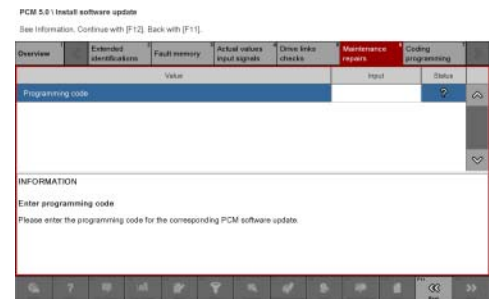 PCM 5.0 \ Install software update
See Information. Continue with [F12]. Back with [F11].
Overview
Extended identifications
Fault memory
Actual values input signals
Drive links checks
Maintenance repairs
Coding programming
Value
Input
Status
Programming code
?
INFORMATION
Enter programming code
Please enter the programming code for the corresponding PCM software update.
?